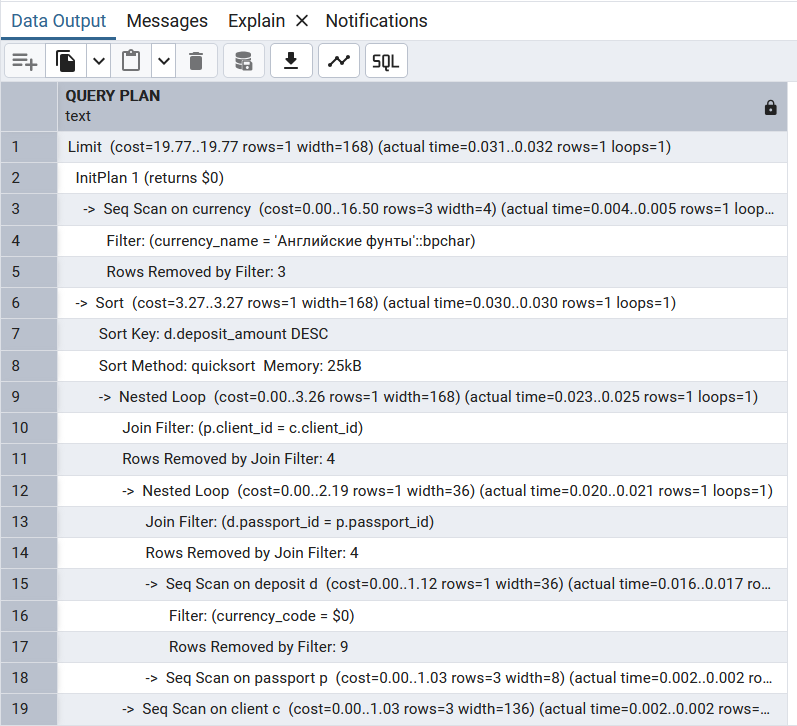 Data Output Messages Explain × Notifications
SQL
QUERY PLAN
text
1 Limit (cost=19.77..19.77 rows=1 width=168) (actual time=0.031..0.032 rows=1 loops=1)
2 InitPlan 1 (returns $0)
3 -> Seq Scan on currency (cost=0.00..16.50 rows=3 width=4) (actual time=0.004..0.005 rows=1 loop...
4 Filter: (currency_name = 'Английские фунты'::bpchar)
5 Rows Removed by Filter: 3
6 -> Sort (cost=3.27..3.27 rows=1 width=168) (actual time=0.030..0.030 rows=1 loops=1)
7 Sort Key: d.deposit_amount DESC
8 Sort Method: quicksort Memory: 25kB
9 -> Nested Loop (cost=0.00..3.26 rows=1 width=168) (actual time=0.023..0.025 rows=1 loops=1)
10 Join Filter: (p.client_id = c.client_id)
11 Rows Removed by Join Filter: 4
12 -> Nested Loop (cost=0.00..2.19 rows=1 width=36) (actual time=0.020..0.021 rows=1 loops=1)
13 Join Filter: (d.passport_id = p.passport_id)
14 Rows Removed by Join Filter: 4
15 -> Seq Scan on deposit d (cost=0.00..1.12 rows=1 width=36) (actual time=0.016..0.017 ro...
16 Filter: (currency_code = $0)
17 Rows Removed by Filter: 9
18 -> Seq Scan on passport p (cost=0.00..1.03 rows=3 width=8) (actual time=0.002..0.002 ro...
19 -> Seq Scan on client c (cost=0.00..1.03 rows=3 width=136) (actual time=0.002..0.002 rows=...